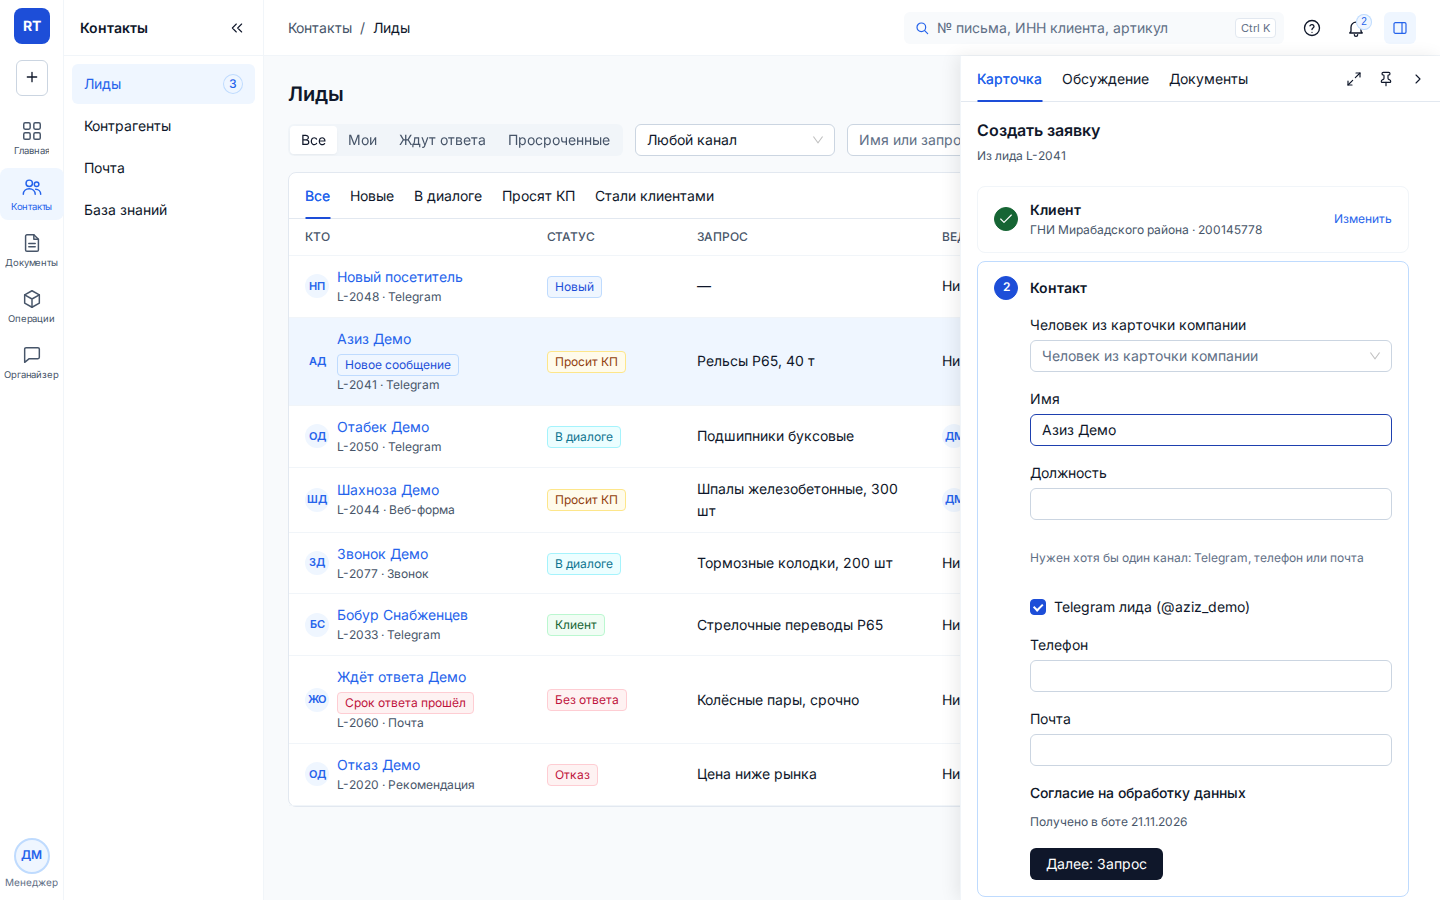 RT
Главная
Контакты
Документы
Операции
Органайзер
ДМ
Менеджер
Контакты
Лиды 3
Контрагенты
Почта
База знаний
Контакты / Лиды
№ письма, ИНН клиента, артикул Ctrl K
2
Лиды
Все Мои Ждут ответа Просроченные Любой канал Имя или запро
Все Новые В диалоге Просят КП Стали клиентами
КТО СТАТУС ЗАПРОС ВЕД
НП Новый посетитель Новый — Ни
L-2048 · Telegram
Азиз Демо
АД Новое сообщение Просит КП Рельсы Р65, 40 т Ни
L-2041 · Telegram
ОД Отабек Демо В диалоге Подшипники буксовые ДМ
L-2050 · Telegram
ШД Шахноза Демо Просит КП Шпалы железобетонные, 300 ДМ
L-2044 · Веб-форма шт
ЗД Звонок Демо В диалоге Тормозные колодки, 200 шт Ни
L-2077 · Звонок
БС Бобур Снабженцев Клиент Стрелочные переводы Р65 Ни
L-2033 · Telegram
Ждёт ответа Демо
ЖО Срок ответа прошёл Без ответа Колёсные пары, срочно Ни
L-2060 · Почта
ОД Отказ Демо Отказ Цена ниже рынка Ни
L-2020 · Рекомендация
Карточка Обсуждение Документы
Создать заявку
Из лида L-2041
Клиент
ГНИ Мирабадского района · 200145778 Изменить
2 Контакт
Человек из карточки компании
Человек из карточки компании
Имя
Азиз Демо
Должность
Нужен хотя бы один канал: Telegram, телефон или почта
Telegram лида (@aziz_demo)
Телефон
Почта
Согласие на обработку данных
Получено в боте 21.11.2026
Далее: Запрос